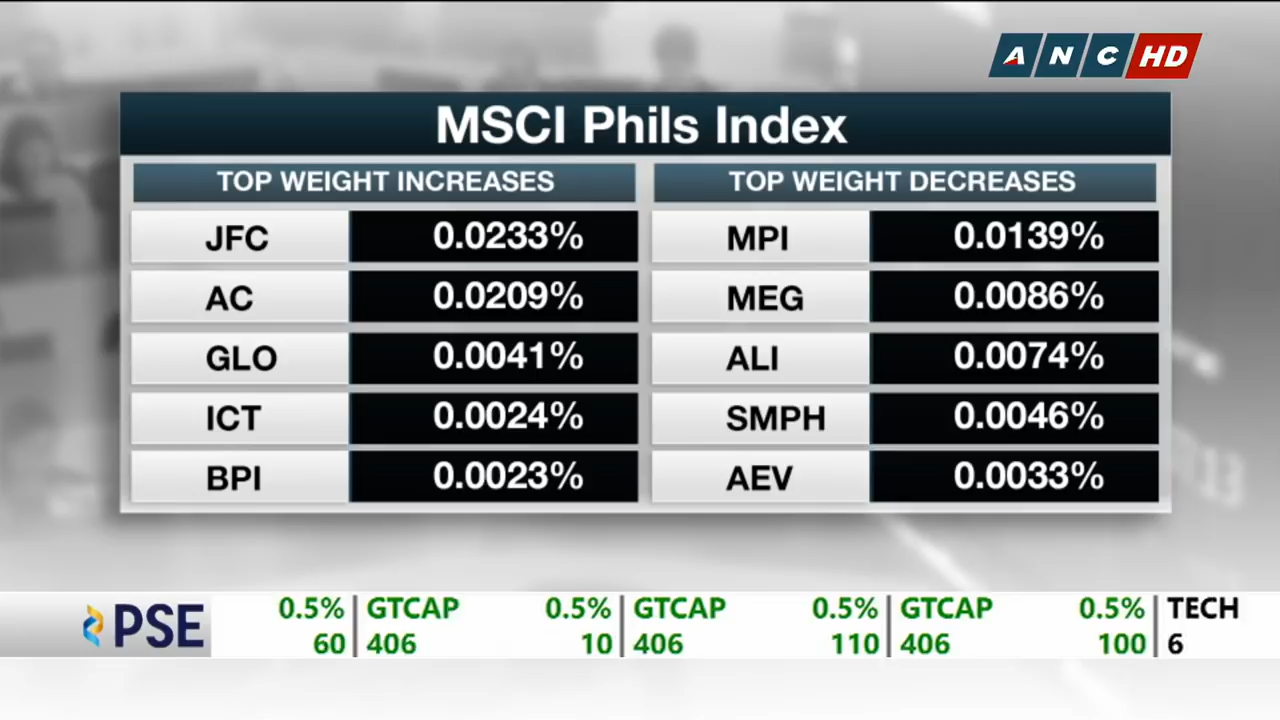 ANC HD
MSCI Phils Index
TOP WEIGHT INCREASES
JFC 0.0233%
AC 0.0209%
GLO 0.0041%
ICT 0.0024%
BPI 0.0023%
TOP WEIGHT DECREASES
MPI 0.0139%
MEG 0.0086%
ALI 0.0074%
SMPH 0.0046%
AEV 0.0033%
PSE
0.5% GTCAP 0.5% GTCAP 0.5% GTCAP 0.5% TECH
60 406 10 406 110 406 100 6